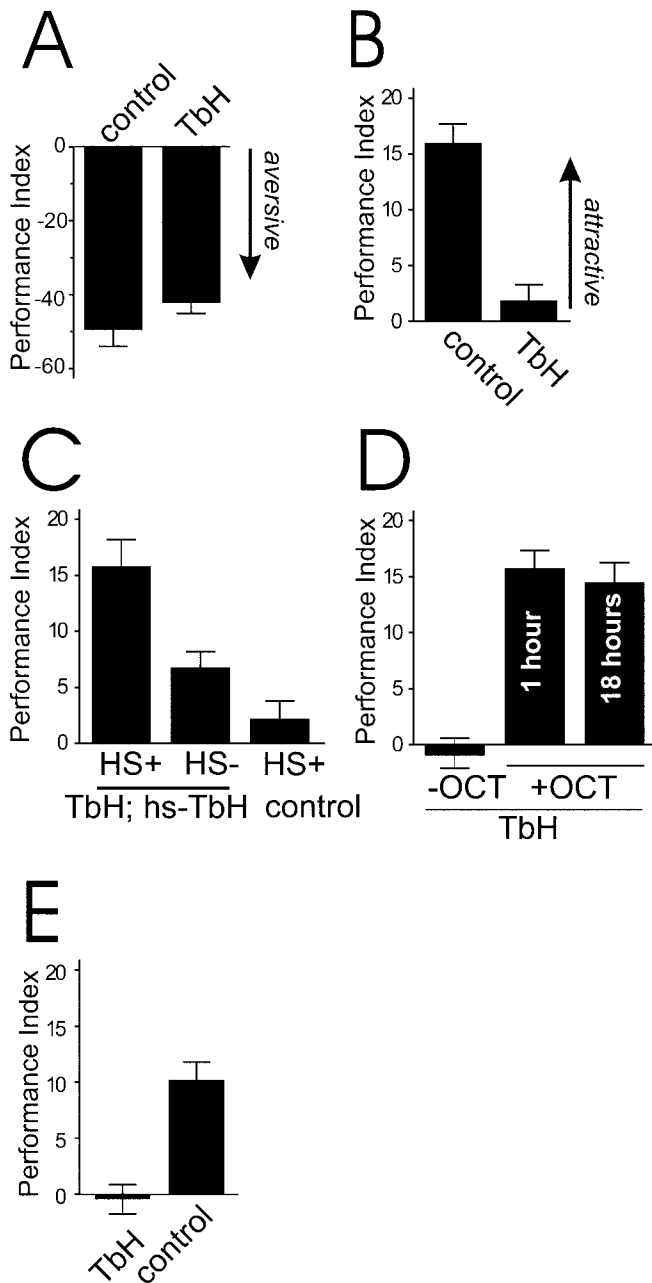 A
control TbH
0
-20
-40
-60
Performance Index
aversive
B
20
15
10
5
0
Performance Index
attractive
control TbH
C
20
15
10
5
0
Performance Index
HS+ HS- HS+
TbH; hs-TbH control
D
20
15
10
5
0
Performance Index
1 hour
18 hours
-OCT +OCT
TbH
E
20
15
10
5
0
Performance Index
TbH control